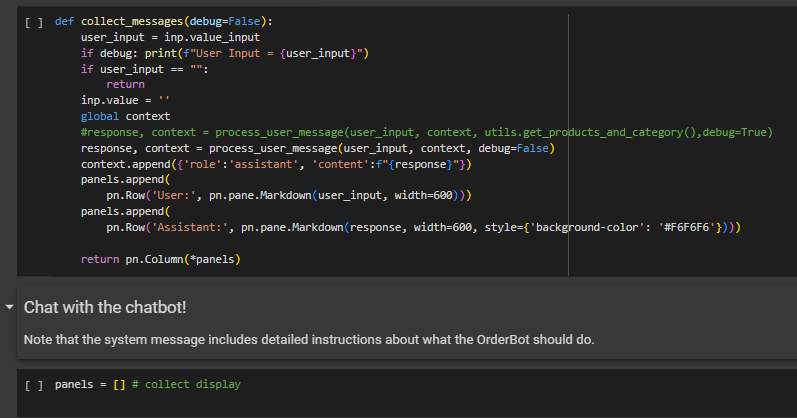 [ ] def collect_messages(debug=False):
user_input = inp.value_input
if debug: print(f"User Input = {user_input}")
if user_input == "":
return
inp.value = ''
global context
#response, context = process_user_message(user_input, context, utils.get_products_and_category(),debug=True)
response, context = process_user_message(user_input, context, debug=False)
context.append({'role':'assistant', 'content':f"{response}"})
panels.append(
pn.Row('User:', pn.pane.Markdown(user_input, width=600)))
panels.append(
pn.Row('Assistant:', pn.pane.Markdown(response, width=600, style={'background-color': '#F6F6F6'})))
return pn.Column(*panels)
Chat with the chatbot!
Note that the system message includes detailed instructions about what the OrderBot should do.
[ ] panels = [] # collect display